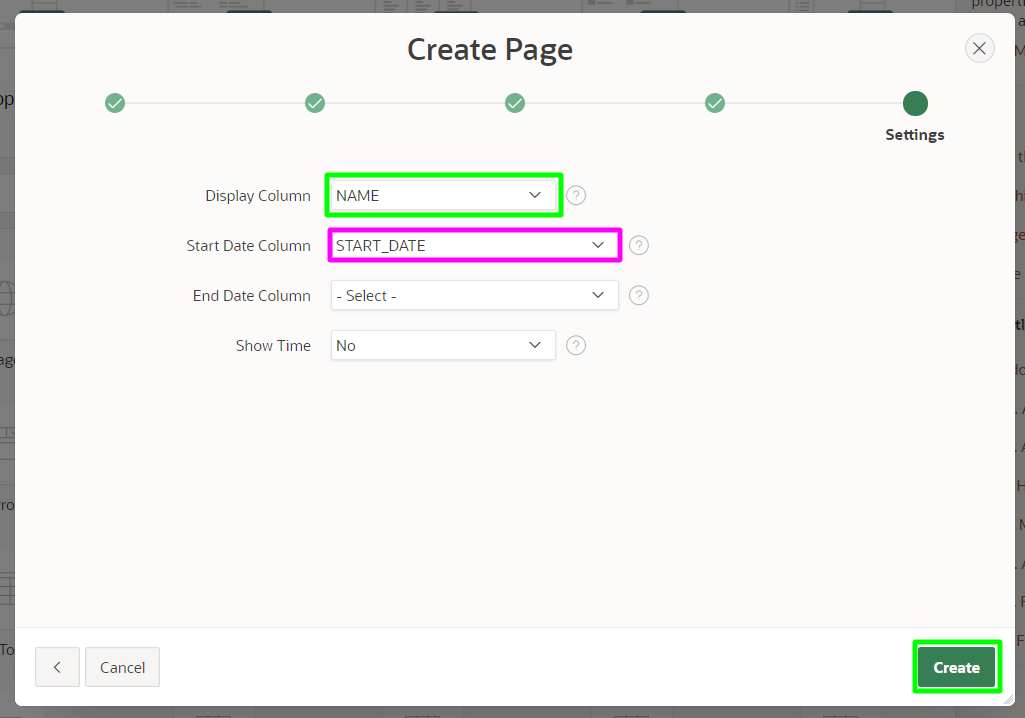 Create Page
Settings
Display Column NAME ?
Start Date Column START_DATE ?
End Date Column - Select - ?
Show Time No ?
Cancel Create